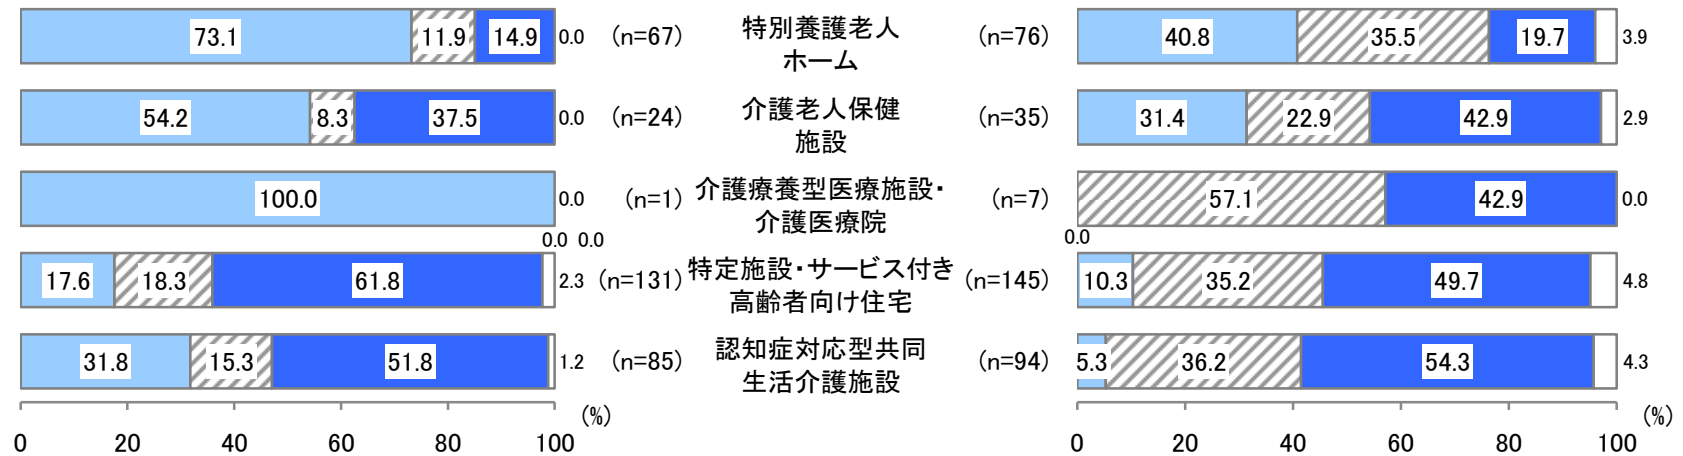 73.1 11.9 14.9 0.0 (n=67) 特別養護老人 (n=76) 40.8 35.5 19.7 3.9
ホーム
54.2 8.3 37.5 0.0 (n=24) 介護老人保健 (n=35) 31.4 22.9 42.9 2.9
施設
100.0 0.0 (n=1) 介護療養型医療施設・ (n=7) 57.1 42.9 0.0
介護医療院
0.0 0.0 0.0
17.6 18.3 61.8 2.3 (n=131) 特定施設・サービス付き (n=145) 10.3 35.2 49.7 4.8
高齢者向け住宅
31.8 15.3 51.8 1.2 (n=85) 認知症対応型共同 (n=94) 5.3 36.2 54.3 4.3
生活介護施設
(%) (%)
0 20 40 60 80 100 0 20 40 60 80 100